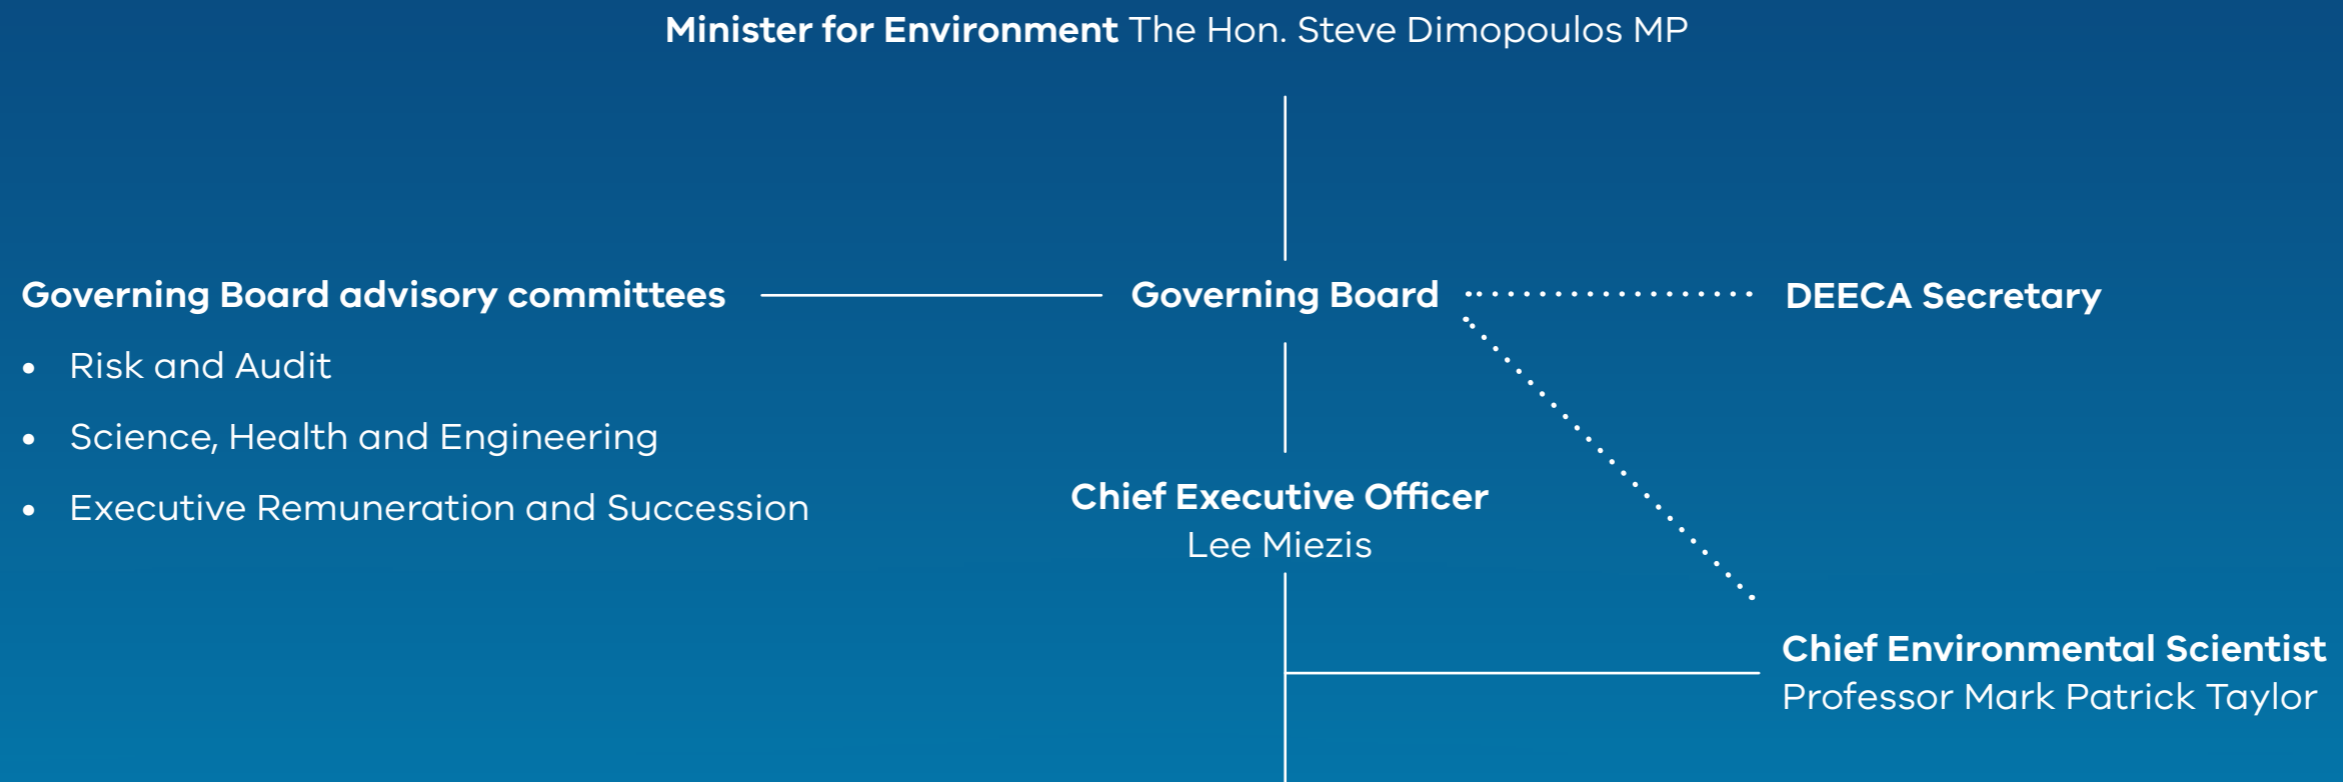 Minister for Environment The Hon. Steve Dimopoulos MP
Governing Board advisory committees
• Risk and Audit
• Science, Health and Engineering
• Executive Remuneration and Succession
Governing Board
DEECA Secretary
Chief Executive Officer
Lee Miezis
Chief Environmental Scientist
Professor Mark Patrick Taylor